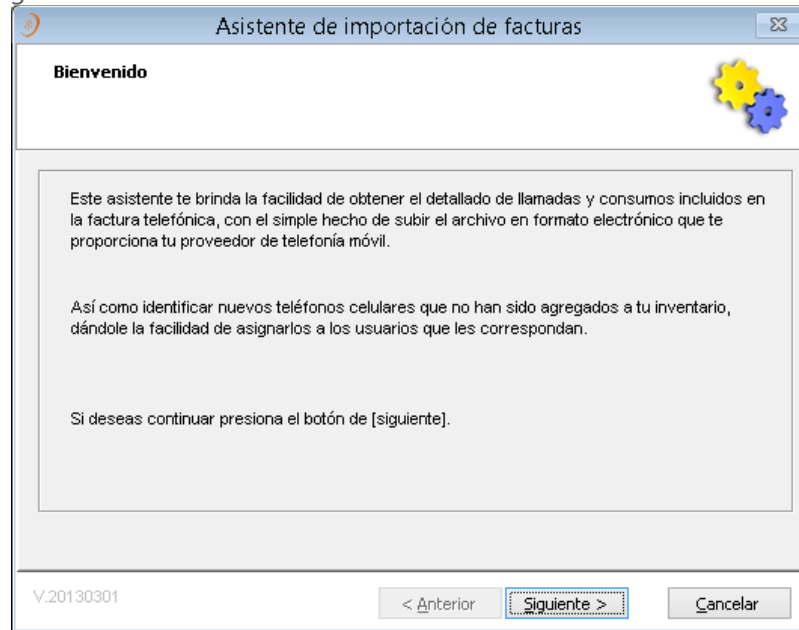 Asistente de importación de facturas
Bienvenido
Este asistente te brinda la facilidad de obtener el detallado de llamadas y consumos incluidos en
la factura telefónica, con el simple hecho de subir el archivo en formato electrónico que te
proporciona tu proveedor de telefonía móvil.
Así como identificar nuevos teléfonos celulares que no han sido agregados a tu inventario,
dándole la facilidad de asignarlos a los usuarios que les correspondan.
Si deseas continuar presiona el botón de [siguiente].
V.20130301
< Anterior
Siguiente >
Cancelar